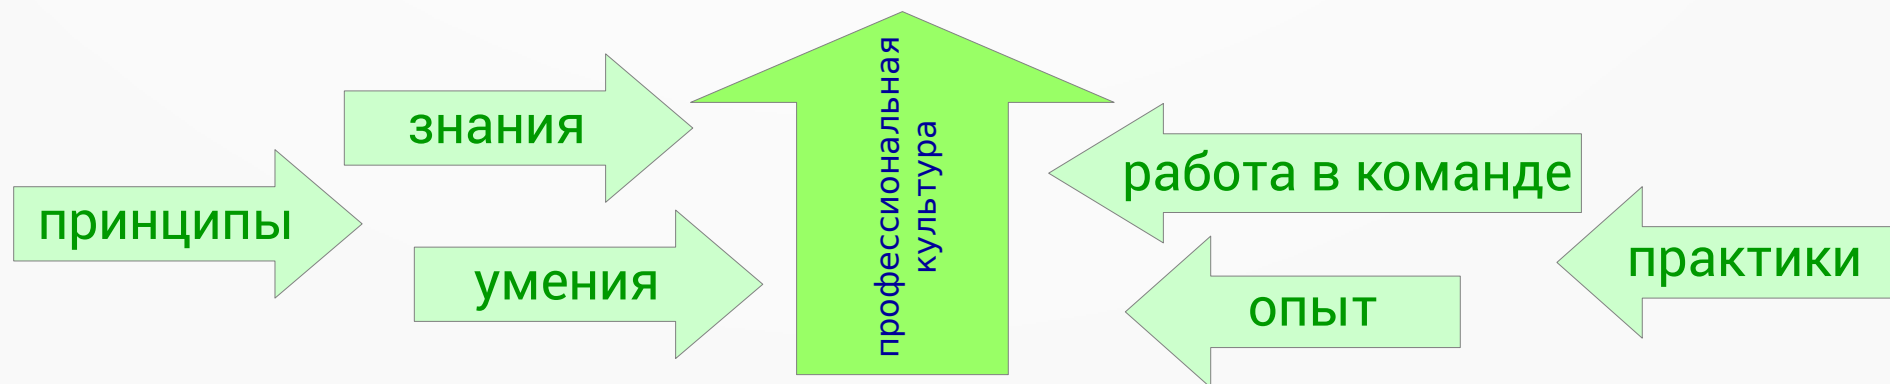 принципы
знания
умения
профессиональная
культура
работа в команде
опыт
практики